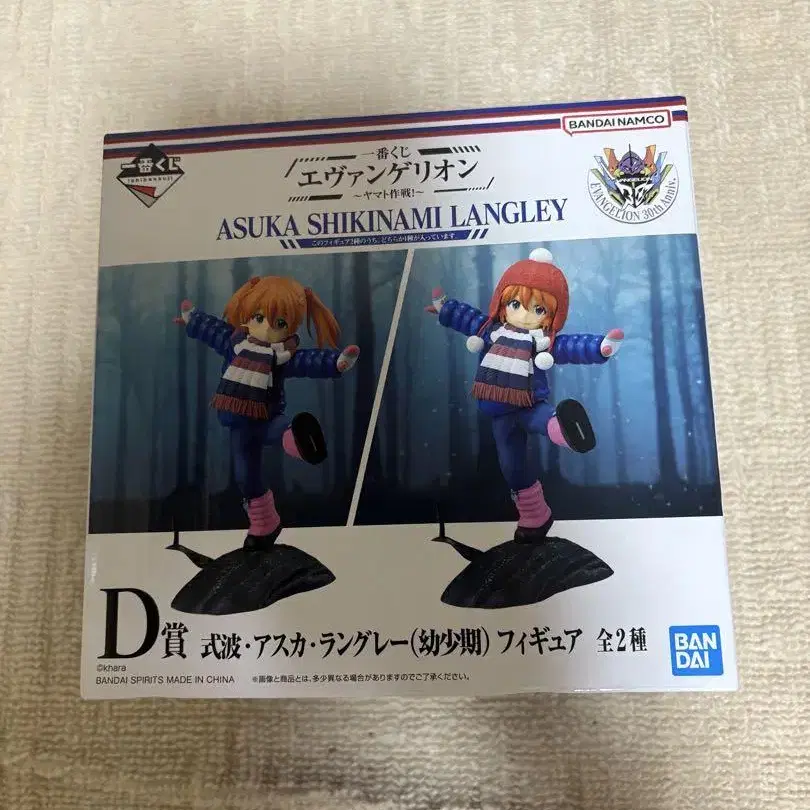 BANDAI NAMCO
一番くじ
ichibankuji
一番くじ
エヴァンゲリオン
～ヤマト作戦!～
ASUKA SHIKINAMI LANGLEY
このフィギュア2種のうち、どちらか1種が入っています。
EVANGELION
EVANGELION 30th Anniv.
D賞 式波・アスカ・ラングレー(幼少期) フィギュア 全2種
©khara
BANDAI SPIRITS MADE IN CHINA ※画像と商品とは、多少異なる場合がありますのでご了承ください。
BAN
DAI